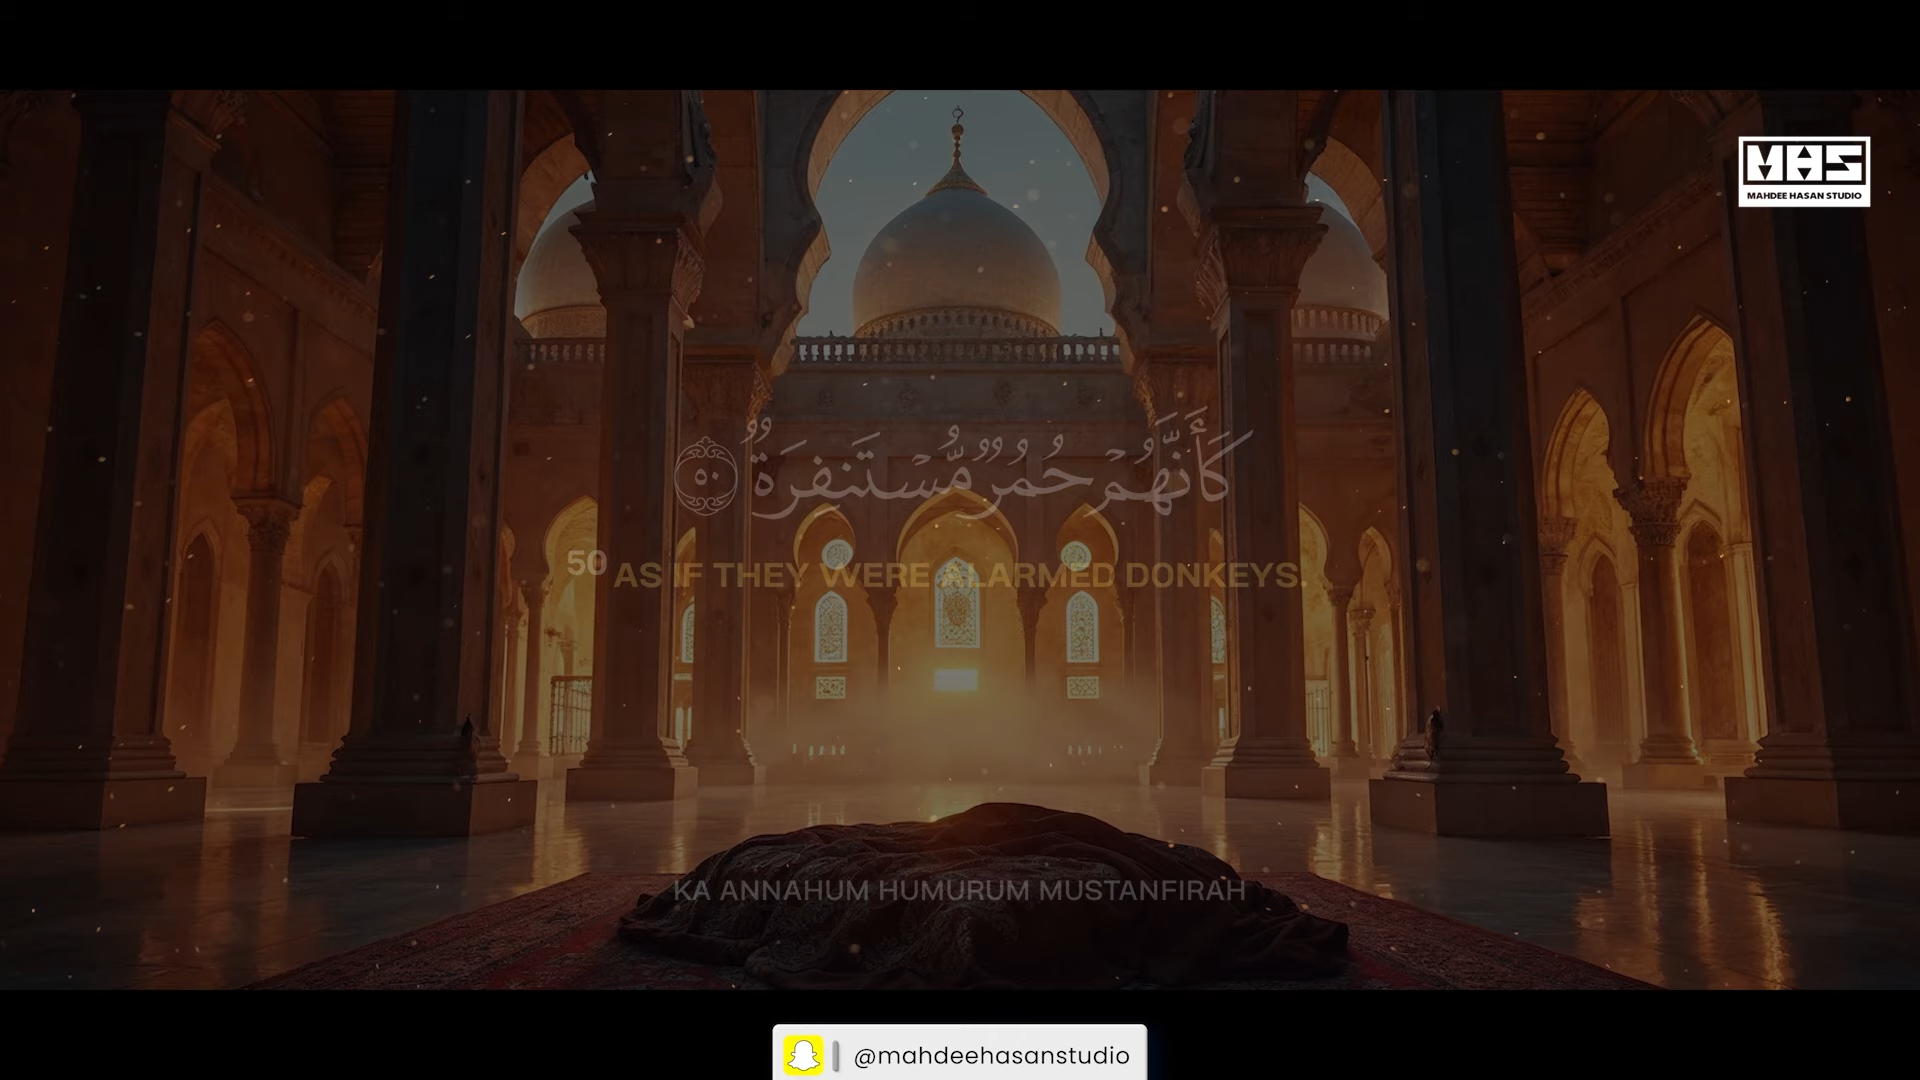 MHS
MAHDEE HASAN STUDIO
كَأَنَّهُمْ حُمُرٌ مُّسْتَنفِرَةٌ ٥٠
50 AS IF THEY WERE ALARMED DONKEYS.
KA ANNAHUM HUMURUM MUSTANFIRAH
@mahdeehasanstudio